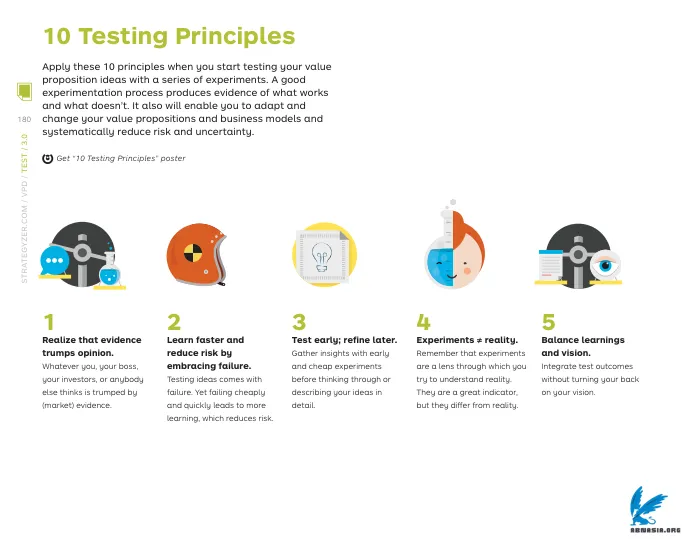 10 Testing Principles
Apply these 10 principles when you start testing your value
proposition ideas with a series of experiments. A good
experimentation process produces evidence of what works
and what doesn't. It also will enable you to adapt and
change your value propositions and business models and
systematically reduce risk and uncertainty.
Get "10 Testing Principles" poster
180
STRATEGYZER.COM / VPD / TEST / 3.0
1
Realize that evidence
trumps opinion.
Whatever you, your boss,
your investors, or anybody
else thinks is trumped by
(market) evidence.
2
Learn faster and
reduce risk by
embracing failure.
Testing ideas comes with
failure. Yet failing cheaply
and quickly leads to more
learning, which reduces risk.
3
Test early; refine later.
Gather insights with early
and cheap experiments
before thinking through or
describing your ideas in
detail.
4
Experiments ≠ reality.
Remember that experiments
are a lens through which you
try to understand reality.
They are a great indicator,
but they differ from reality.
5
Balance learnings
and vision.
Integrate test outcomes
without turning your back
on your vision.
ABNASIA.ORG